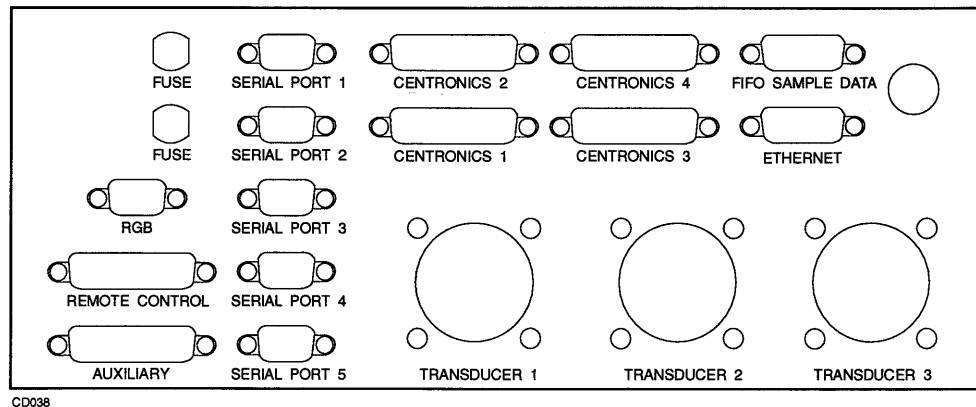 FUSE SERIAL PORT 1 CENTRONICS 2 CENTRONICS 4 FIFO SAMPLE DATA
FUSE SERIAL PORT 2 CENTRONICS 1 CENTRONICS 3 ETHERNET
RGB SERIAL PORT 3
REMOTE CONTROL SERIAL PORT 4
AUXILIARY SERIAL PORT 5 TRANSDUCER 1 TRANSDUCER 2 TRANSDUCER 3
CD038